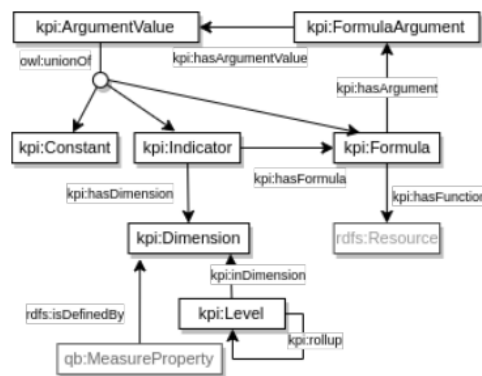 kpi:ArgumentValue
kpi:FormulaArgument
owl:unionOf
kpi:hasArgumentValue
kpi:hasArgument
kpi:Constant
kpi:Indicator
kpi:Formula
kpi:hasFormula
kpi:hasDimension
kpi:hasFunction
kpi:Dimension
rdfs:Resource
kpi:inDimension
rdfs:isDefinedBy
kpi:Level
kpi:rollup
qb:MeasureProperty